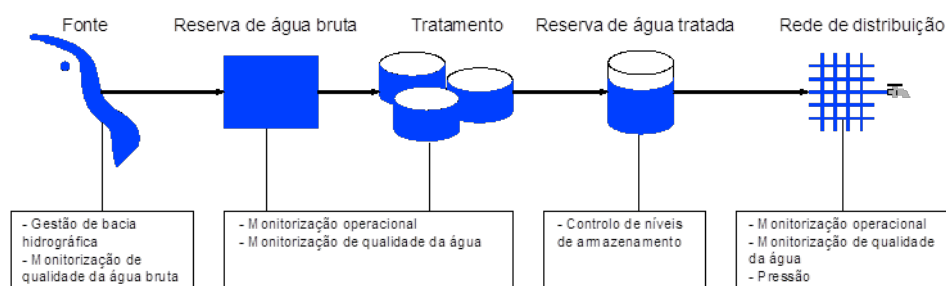 Fonte
Reserva de água bruta
Tratamento
Reserva de água tratada
Rede de distribuição
- Gestão de bacia
hidrográfica
- Monitorização de
qualidade da água bruta
- Monitorização operacional
- Monitorização de qualidade da água
- Controlo de níveis
de armazenamento
- Monitorização operacional
- Monitorização de qualidade
da água
- Pressão